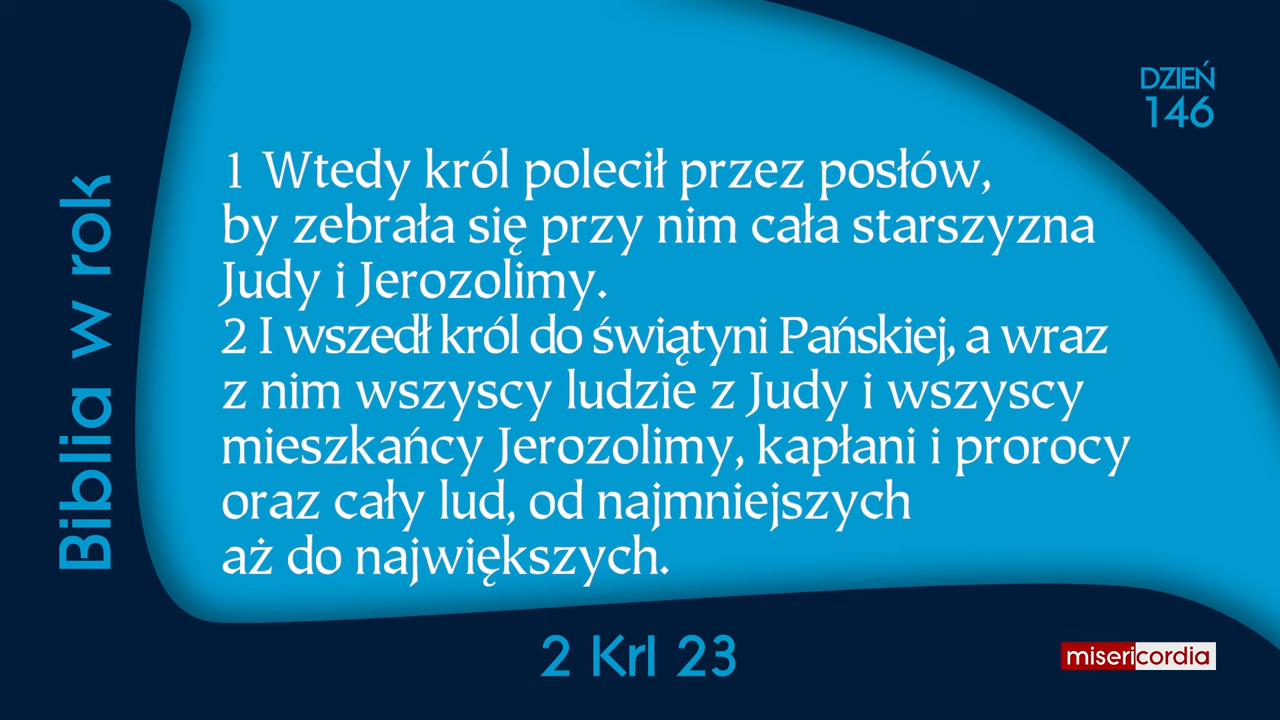 DZIEŃ
146
Biblia w rok
1 Wtedy król polecił przez posłów,
by zebrała się przy nim cała starszyzna
Judy i Jerozolimy.
2 I wszedł król do świątyni Pańskiej, a wraz
z nim wszyscy ludzie z Judy i wszyscy
mieszkańcy Jerozolimy, kapłani i prorocy
oraz cały lud, od najmniejszych
aż do największych.
2 Krl 23
misericordia